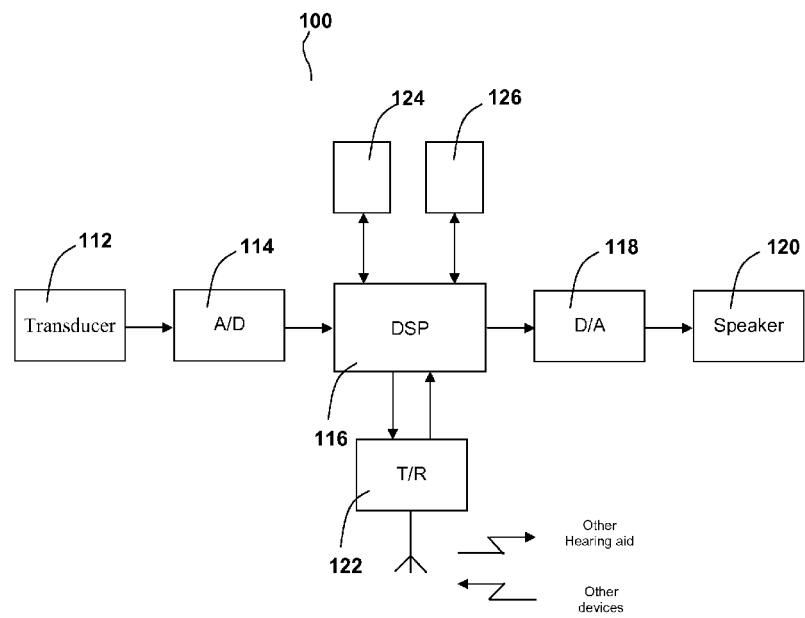 100
124
126
112
114
118
120
Transducer
A/D
DSP
D/A
Speaker
116
T/R
122
Other
Hearing aid
Other
devices